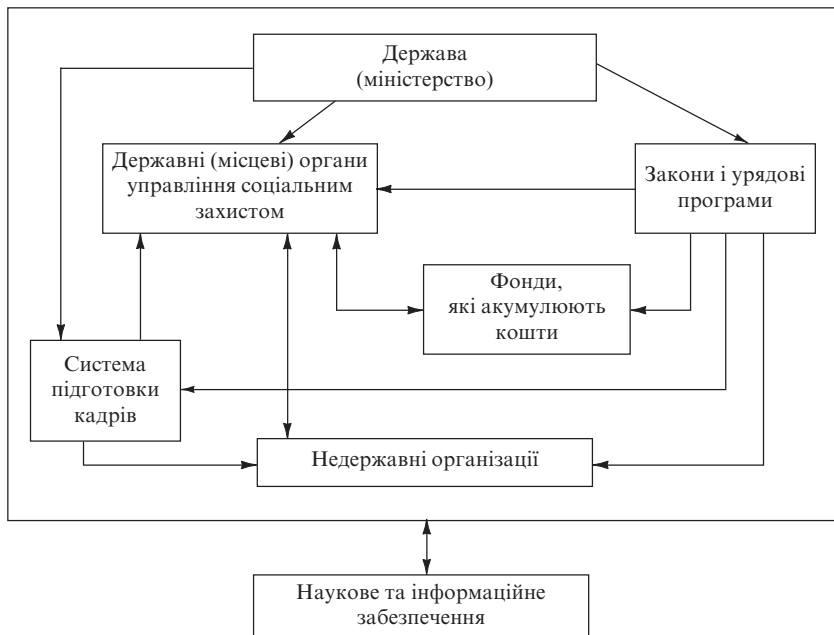 Держава
(міністерство)
Державні (місцеві) органи
управління соціальним
захистом
Закони і урядові
програми
Фонди,
які акумулюють
кошти
Система
підготовки
кадрів
Недержавні організації
Наукове та інформаційне
забезпечення